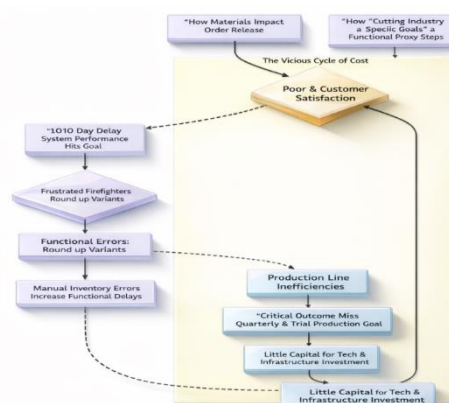 "How Materials Impact
Order Release
"How "Cutting Industry
a Speciic Goals" a
Functional Proxy Steps
The Vicious Cycle of Cost
Poor & Customer
Satisfaction
"1010 Day Delay
System Performance
Hits Goal
Frustrated Firefighters
Round up Variants
Functional Errors:
Round up Variants
Manual Inventory Errors
Increase Functional Delays
Production Line
Inefficiencies
"Critical Outcome Miss
Quarterly & Trial Production Goal
Little Capital for Tech &
Infrastructure Investment
Little Capital for Tech &
Infrastructure Investment